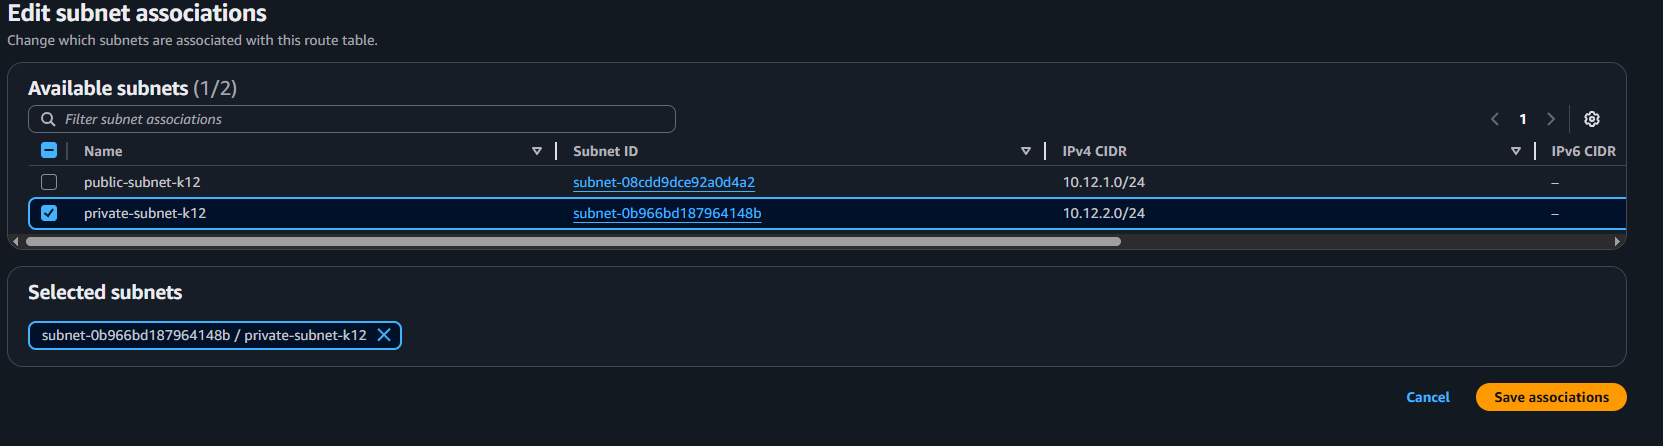 Edit subnet associations
Change which subnets are associated with this route table.
Available subnets (1/2)
Filter subnet associations
1
Name Subnet ID IPv4 CIDR IPv6 CIDR
public-subnet-k12 subnet-08cdd9dce92a0d4a2 10.12.1.0/24 –
private-subnet-k12 subnet-0b966bd187964148b 10.12.2.0/24 –
Selected subnets
subnet-0b966bd187964148b / private-subnet-k12
Cancel Save associations